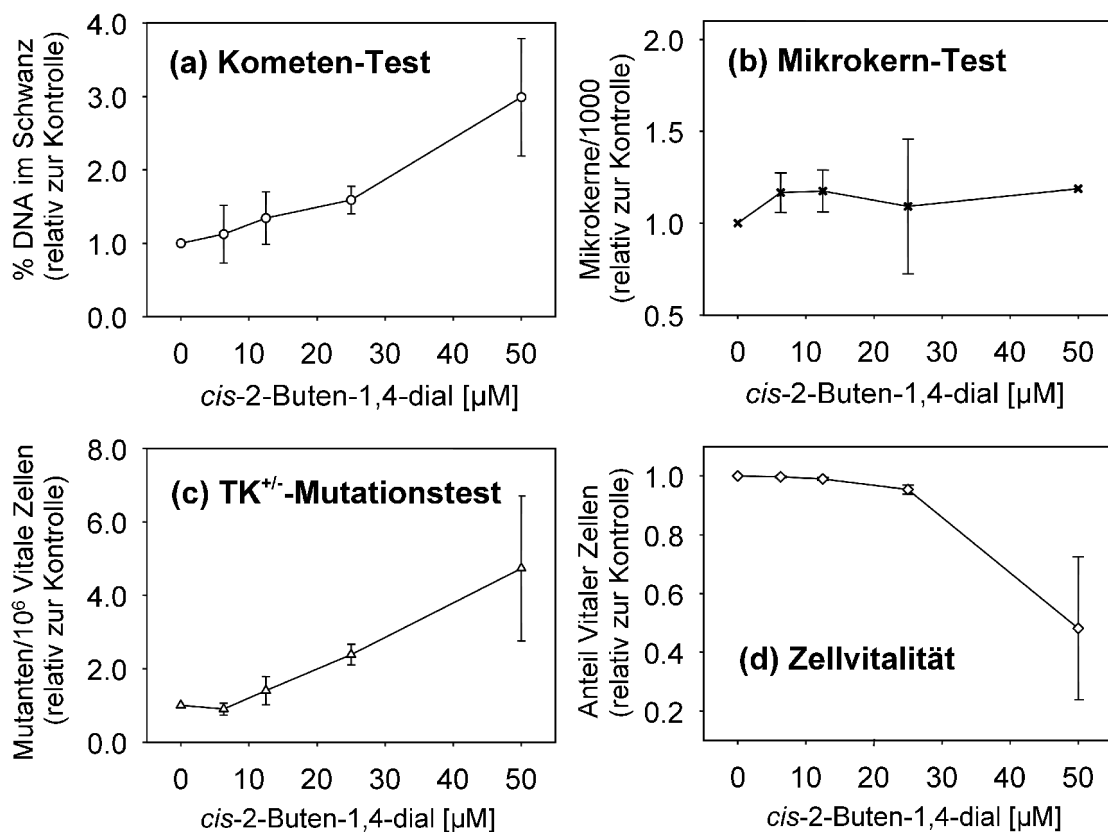 % DNA im Schwanz
(relativ zur Kontrolle)
4.0
3.0
2.0
1.0
0.0
(a) Kometen-Test
0 10 20 30 40 50
cis-2-Buten-1,4-dial [µM]
Mikrokerne/1000
(relativ zur Kontrolle)
2.0
1.5
1.0
0.5
(b) Mikrokern-Test
0 10 20 30 40 50
cis-2-Buten-1,4-dial [µM]
Mutanten/10⁶ Vitale Zellen
(relativ zur Kontrolle)
8.0
6.0
4.0
2.0
0.0
(c) TK⁺/⁻-Mutationstest
0 10 20 30 40 50
cis-2-Buten-1,4-dial [µM]
Anteil Vitaler Zellen
(relativ zur Kontrolle)
1.0
0.8
0.6
0.4
0.2
(d) Zellvitalität
0 10 20 30 40 50
cis-2-Buten-1,4-dial [µM]